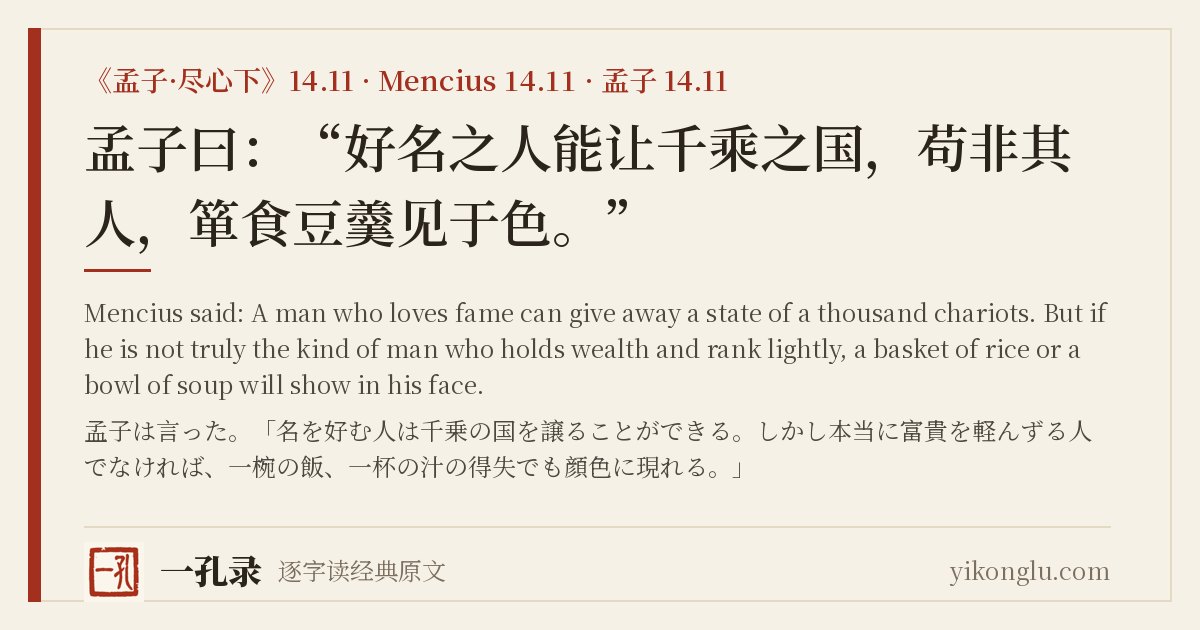 《孟子·尽心下》14.11 · Mencius 14.11 · 孟子 14.11
孟子曰：“好名之人能让千乘之国，苟非其
人，箪食豆羹见于色。”
Mencius said: A man who loves fame can give away a state of a thousand chariots. But if
he is not truly the kind of man who holds wealth and rank lightly, a basket of rice or a
bowl of soup will show in his face.
孟子は言った。「名を好む人は千乗の国を譲ることができる。しかし本当に富貴を軽んずる人
でなければ、一椀の飯、一杯の汁の得失でも顔色に現れる。」
一孔
一孔录 逐字读经典原文 yikonglu.com